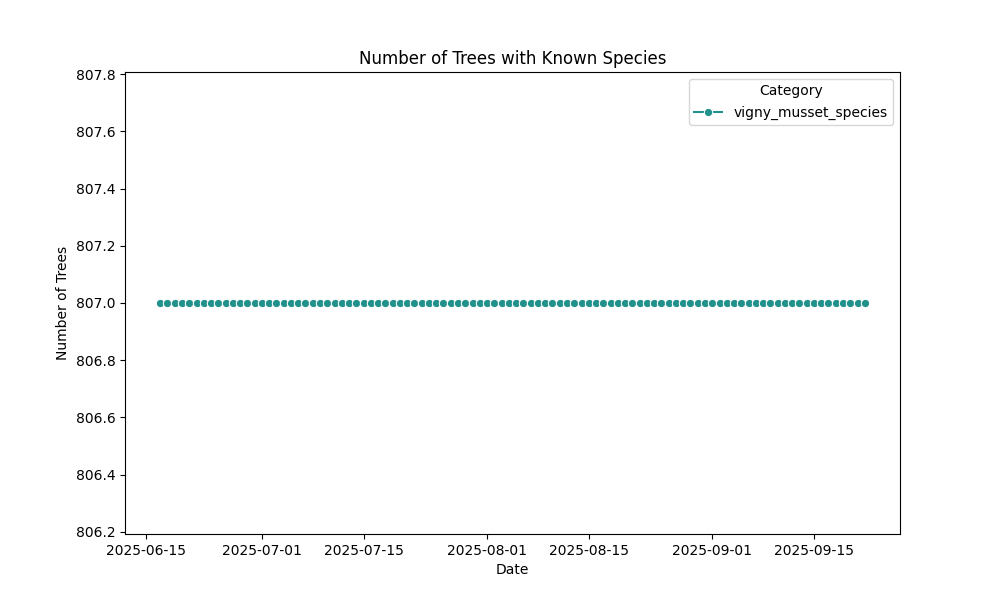 Number of Trees with Known Species
Category
vigny_musset_species
Number of Trees
807.8
807.6
807.4
807.2
807.0
806.8
806.6
806.4
806.2
2025-06-15 2025-07-01 2025-07-15 2025-08-01 2025-08-15 2025-09-01 2025-09-15
Date